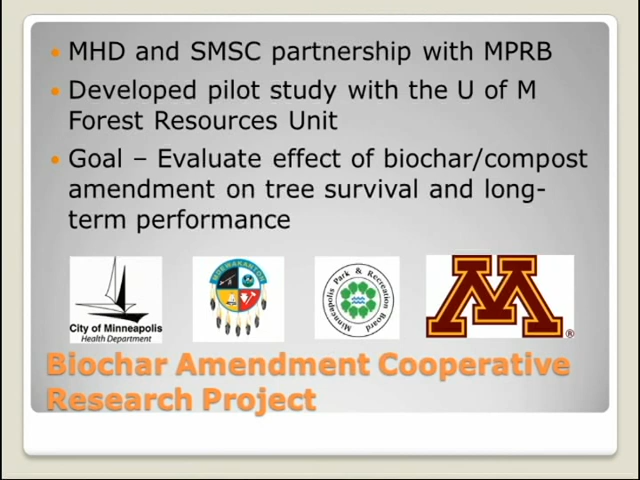 MHD and SMSC partnership with MPRB
Developed pilot study with the U of M
Forest Resources Unit
Goal – Evaluate effect of biochar/compost
amendment on tree survival and long-
term performance
City of Minneapolis
Health Department
MDEWAKANTON
Minneapolis Park & Recreation Board
M
®
Biochar Amendment Cooperative
Research Project